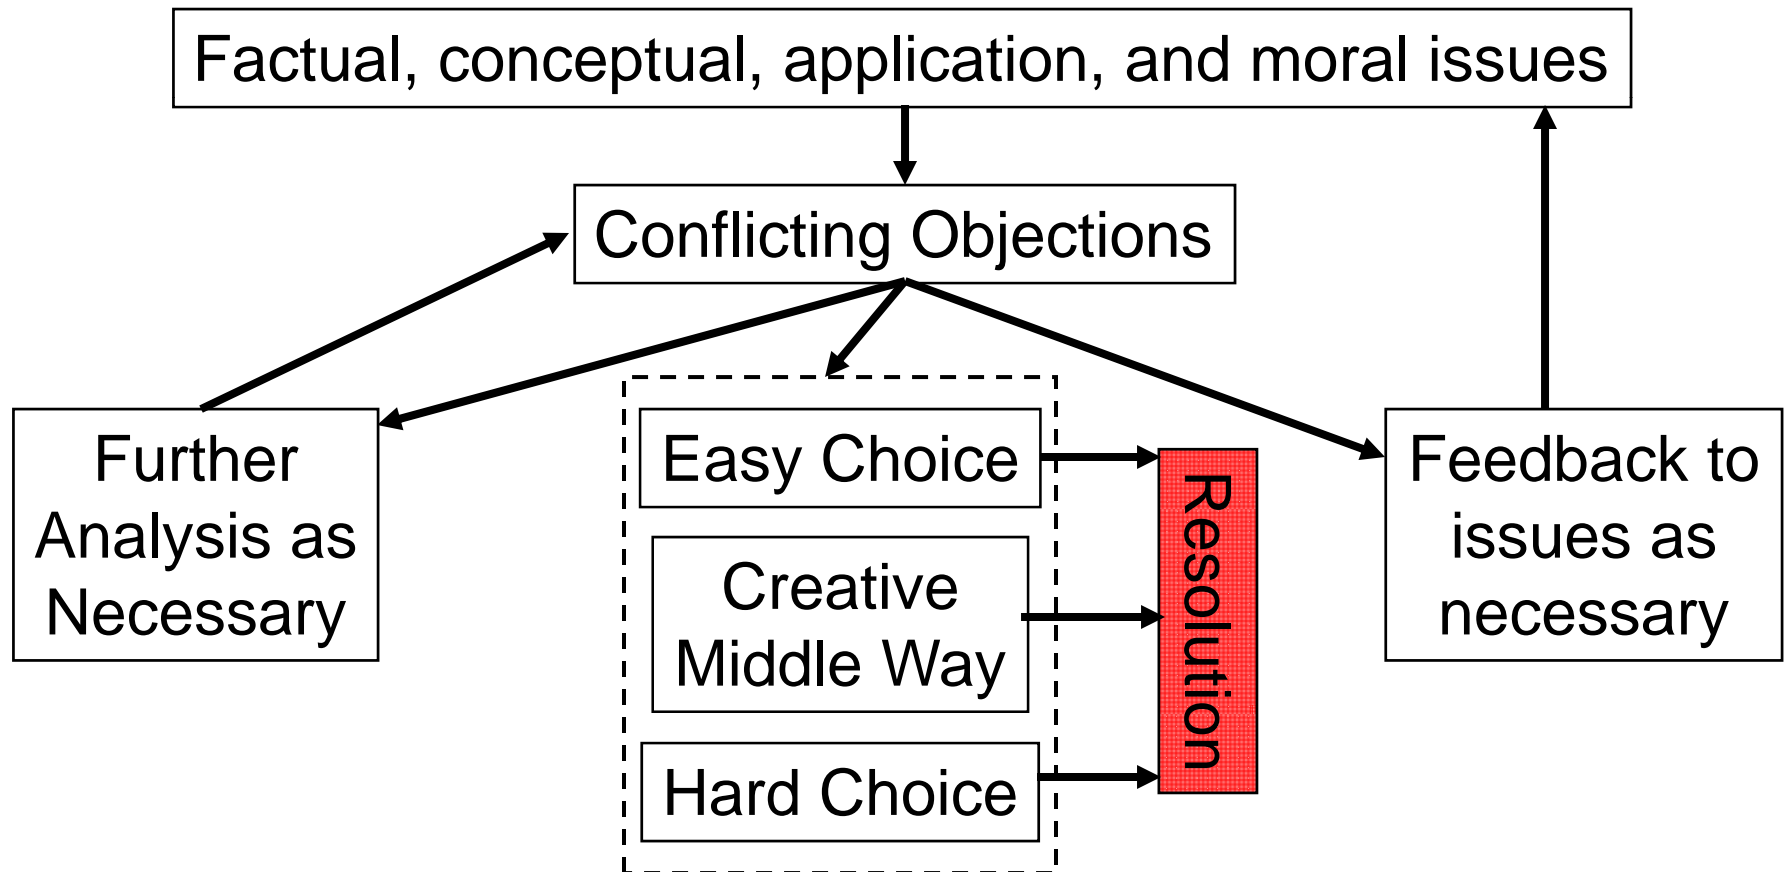 Factual, conceptual, application, and moral issues
Conflicting Objections
Further
Analysis as
Necessary
Easy Choice
Creative
Middle Way
Hard Choice
Resolution
Feedback to
issues as
necessary